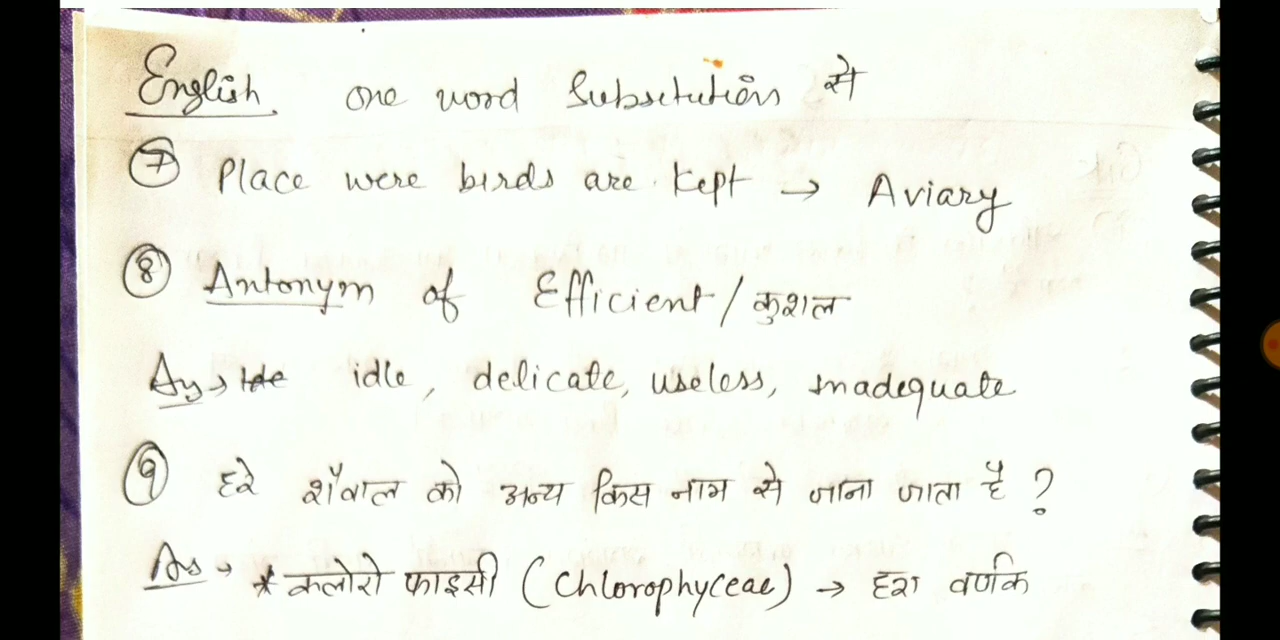 English one word Substitution से
(7) Place were birds are kept → Aviary
(8) Antonym of Efficient / कुशल
Ans → idle, delicate, useless, inadequate
(9) हरे शैवाल को अन्य किस नाम से जाना जाता है ?
Ans → * क्लोरो फाइसी (Chlorophyceae) → हरा वर्णक